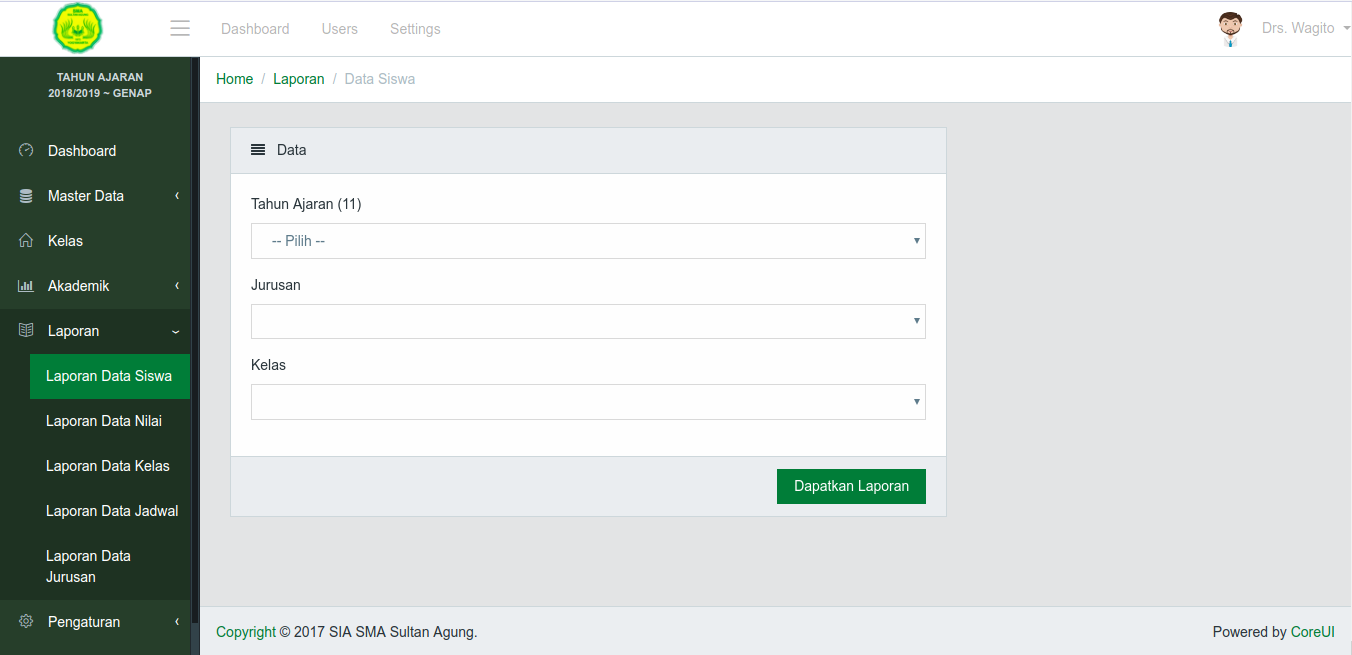 Dashboard Users Settings Drs. Wagito
TAHUN AJARAN
2018/2019 ~ GENAP
Home / Laporan / Data Siswa
Dashboard
Master Data
Kelas
Akademik
Laporan
Laporan Data Siswa
Laporan Data Nilai
Laporan Data Kelas
Laporan Data Jadwal
Laporan Data
Jurusan
Pengaturan
Data
Tahun Ajaran (11)
-- Pilih --
Jurusan
Kelas
Dapatkan Laporan
Copyright © 2017 SIA SMA Sultan Agung. Powered by CoreUI